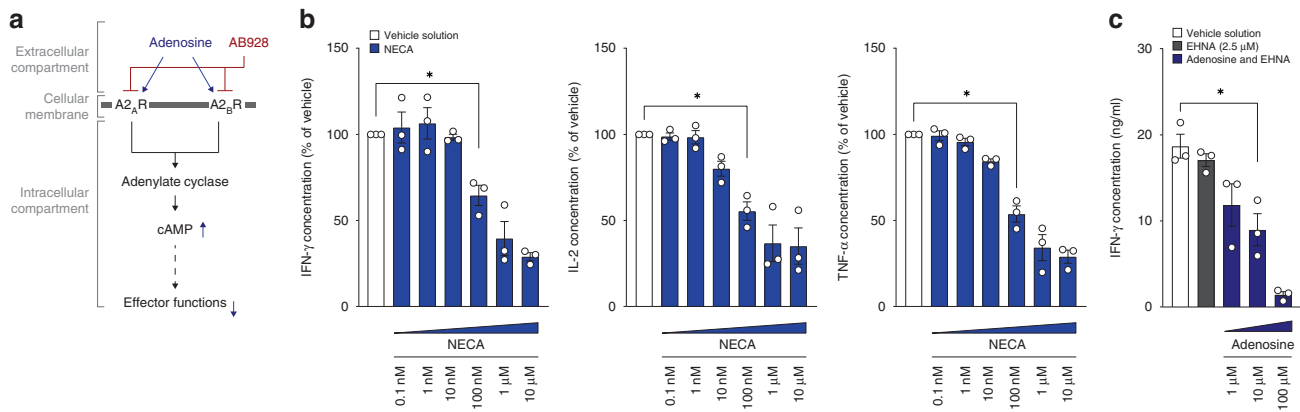 a
Extracellular
compartment
Adenosine
AB928
Cellular
membrane
A2AR
A2BR
Intracellular
compartment
Adenylate cyclase
cAMP
Effector functions
b
Vehicle solution
NECA
IFN-γ concentration (% of vehicle)
150
100
50
0
*
NECA
0.1 nM
1 nM
10 nM
100 nM
1 μM
10 μM
IL-2 concentration (% of vehicle)
150
100
50
0
*
NECA
0.1 nM
1 nM
10 nM
100 nM
1 μM
10 μM
Vehicle solution
NECA
TNF-α concentration (% of vehicle)
150
100
50
0
*
NECA
0.1 nM
1 nM
10 nM
100 nM
1 μM
10 μM
c
Vehicle solution
EHNA (2.5 μM)
Adenosine and EHNA
IFN-γ concentration (ng/ml)
30
20
10
0
*
Adenosine
1 μM
10 μM
100 μM